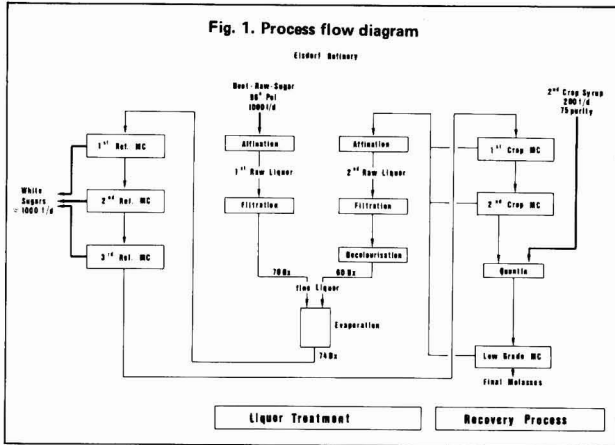 Fig. 1. Process flow diagram
Elsdorf Refinery
Beet-Raw-Sugar
96° Pol
1000 t/d
2nd Crop Syrup
200 t/d
75 purity
1st Ref. MC
2nd Ref. MC
3rd Ref. MC
White
Sugars
= 1000 t/d
Affination
1st Raw Liquor
Filtration
Affination
2nd Raw Liquor
Filtration
Decolourisation
70 Bx
60 Bx
fine Liquor
Evaporation
74 Bx
1st Crop MC
2nd Crop MC
Quentin
Low Grade MC
Final Molasses
Liquor Treatment
Recovery Process